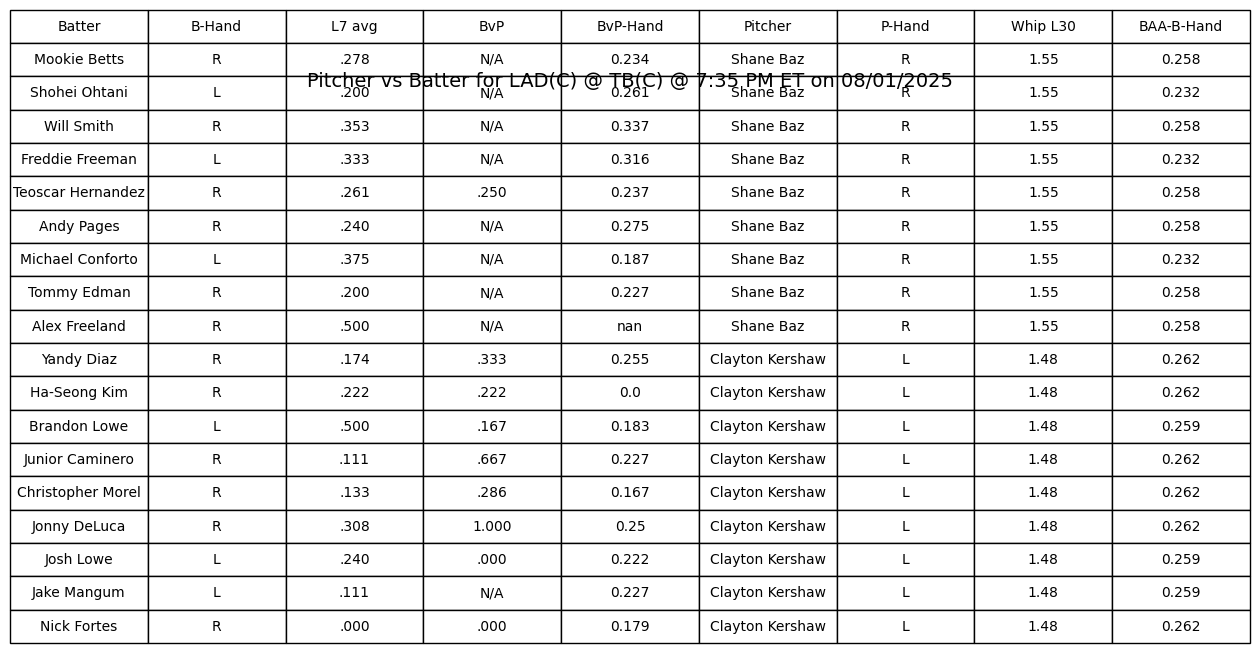 Batter B-Hand L7 avg BvP BvP-Hand Pitcher P-Hand Whip L30 BAA-B-Hand
Mookie Betts R .278 N/A 0.234 Shane Baz R 1.55 0.258
Pitcher vs Batter for LAD(C) @ TB(C) @ 7:35 PM ET on 08/01/2025
Shohei Ohtani L .200 N/A 0.261 Shane Baz R 1.55 0.232
Will Smith R .353 N/A 0.337 Shane Baz R 1.55 0.258
Freddie Freeman L .333 N/A 0.316 Shane Baz R 1.55 0.232
Teoscar Hernandez R .261 .250 0.237 Shane Baz R 1.55 0.258
Andy Pages R .240 N/A 0.275 Shane Baz R 1.55 0.258
Michael Conforto L .375 N/A 0.187 Shane Baz R 1.55 0.232
Tommy Edman R .200 N/A 0.227 Shane Baz R 1.55 0.258
Alex Freeland R .500 N/A nan Shane Baz R 1.55 0.258
Yandy Diaz R .174 .333 0.255 Clayton Kershaw L 1.48 0.262
Ha-Seong Kim R .222 .222 0.0 Clayton Kershaw L 1.48 0.262
Brandon Lowe L .500 .167 0.183 Clayton Kershaw L 1.48 0.259
Junior Caminero R .111 .667 0.227 Clayton Kershaw L 1.48 0.262
Christopher Morel R .133 .286 0.167 Clayton Kershaw L 1.48 0.262
Jonny DeLuca R .308 1.000 0.25 Clayton Kershaw L 1.48 0.262
Josh Lowe L .240 .000 0.222 Clayton Kershaw L 1.48 0.259
Jake Mangum L .111 N/A 0.227 Clayton Kershaw L 1.48 0.259
Nick Fortes R .000 .000 0.179 Clayton Kershaw L 1.48 0.262